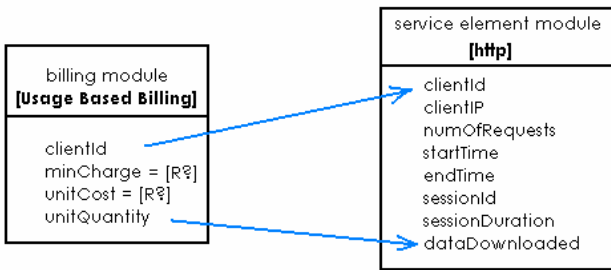 billing module
[Usage Based Billing]
clientId
minCharge = [R?]
unitCost = [R?]
unitQuantity
service element module
[http]
clientId
clientIP
numOfRequests
startTime
endTime
sessionId
sessionDuration
dataDownloaded